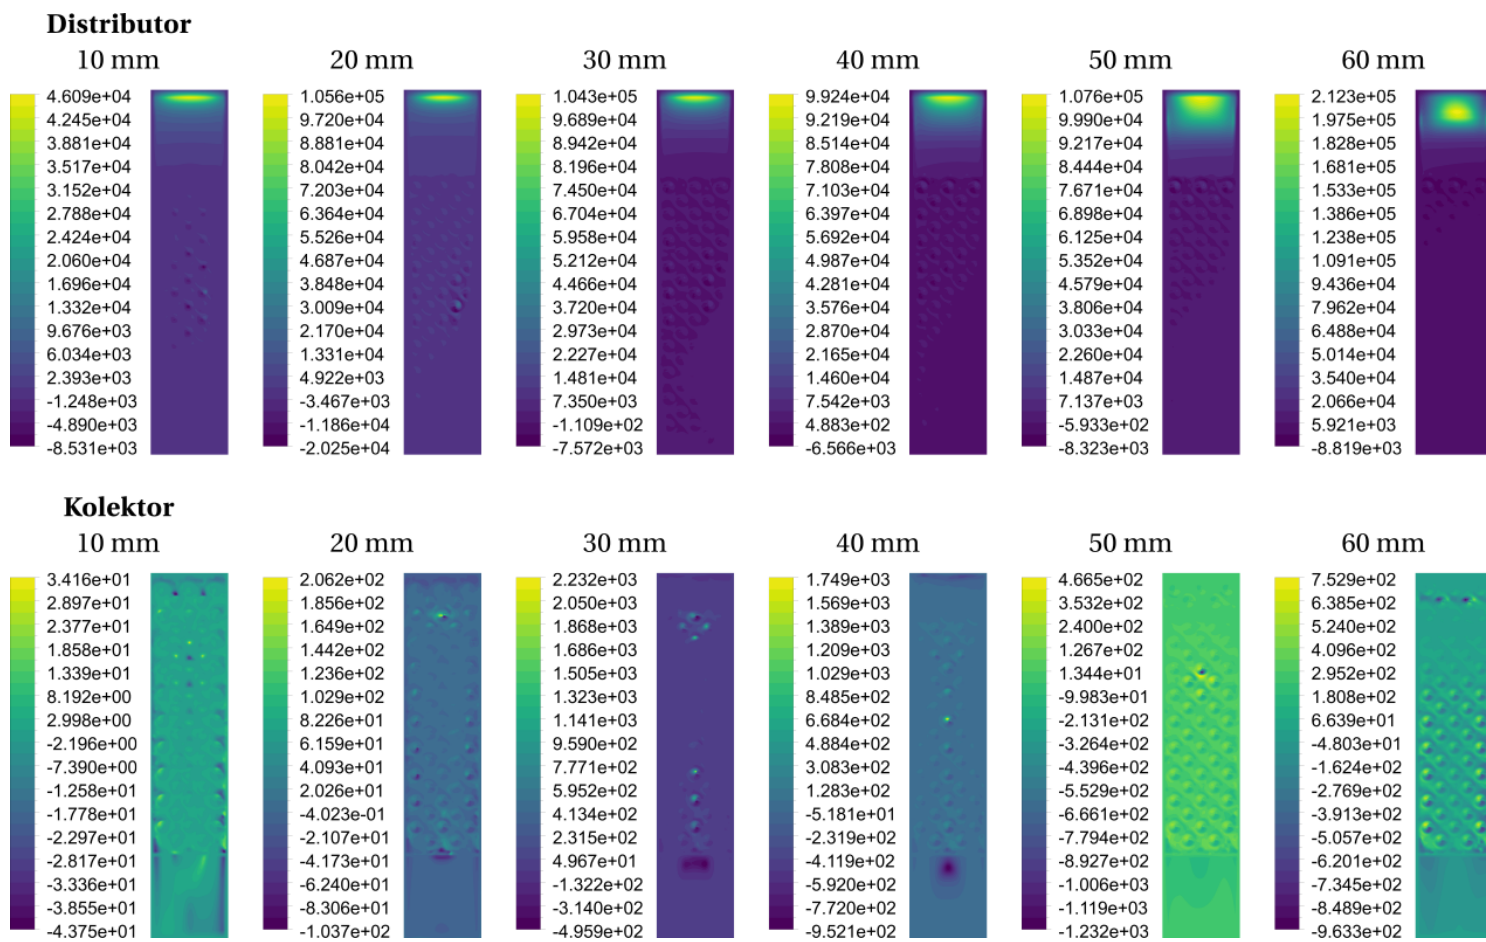 Distributor
10 mm 20 mm 30 mm 40 mm 50 mm 60 mm
4.609e+04 1.056e+05 1.043e+05 9.924e+04 1.076e+05 2.123e+05
4.245e+04 9.720e+04 9.689e+04 9.219e+04 9.990e+04 1.975e+05
3.881e+04 8.881e+04 8.942e+04 8.514e+04 9.217e+04 1.828e+05
3.517e+04 8.042e+04 8.196e+04 7.808e+04 8.444e+04 1.681e+05
3.152e+04 7.203e+04 7.450e+04 7.103e+04 7.671e+04 1.533e+05
2.788e+04 6.364e+04 6.704e+04 6.397e+04 6.898e+04 1.386e+05
2.424e+04 5.526e+04 5.958e+04 5.692e+04 6.125e+04 1.238e+05
2.060e+04 4.687e+04 5.212e+04 4.987e+04 5.352e+04 1.091e+05
1.696e+04 3.848e+04 4.466e+04 4.281e+04 4.579e+04 9.436e+04
1.332e+04 3.009e+04 3.720e+04 3.576e+04 3.806e+04 7.962e+04
9.676e+03 2.170e+04 2.973e+04 2.870e+04 3.033e+04 6.488e+04
6.034e+03 1.331e+04 2.227e+04 2.165e+04 2.260e+04 5.014e+04
2.393e+03 4.922e+03 1.481e+04 1.460e+04 1.487e+04 3.540e+04
-1.248e+03 -3.467e+03 7.350e+03 7.542e+03 7.137e+03 2.066e+04
-4.890e+03 -1.186e+04 -1.109e+02 4.883e+02 -5.933e+02 5.921e+03
-8.531e+03 -2.025e+04 -7.572e+03 -6.566e+03 -8.323e+03 -8.819e+03
Kolektor
10 mm 20 mm 30 mm 40 mm 50 mm 60 mm
3.416e+01 2.062e+02 2.232e+03 1.749e+03 4.665e+02 7.529e+02
2.897e+01 1.856e+02 2.050e+03 1.569e+03 3.532e+02 6.385e+02
2.377e+01 1.649e+02 1.868e+03 1.389e+03 2.400e+02 5.240e+02
1.858e+01 1.442e+02 1.686e+03 1.209e+03 1.267e+02 4.096e+02
1.339e+01 1.236e+02 1.505e+03 1.029e+03 1.344e+01 2.952e+02
8.192e+00 1.029e+02 1.323e+03 8.485e+02 -9.983e+01 1.808e+02
2.998e+00 8.226e+01 1.141e+03 6.684e+02 -2.131e+02 6.639e+01
-2.196e+00 6.159e+01 9.590e+02 4.884e+02 -3.264e+02 -4.803e+01
-7.390e+00 4.093e+01 7.771e+02 3.083e+02 -4.396e+02 -1.624e+02
-1.258e+01 2.026e+01 5.952e+02 1.283e+02 -5.529e+02 -2.769e+02
-1.778e+01 -4.023e-01 4.134e+02 -5.181e+01 -6.661e+02 -3.913e+02
-2.297e+01 -2.107e+01 2.315e+02 -2.319e+02 -7.794e+02 -5.057e+02
-2.817e+01 -4.173e+01 4.967e+01 -4.119e+02 -8.927e+02 -6.201e+02
-3.336e+01 -6.240e+01 -1.322e+02 -5.920e+02 -1.006e+03 -7.345e+02
-3.855e+01 -8.306e+01 -3.140e+02 -7.720e+02 -1.119e+03 -8.489e+02
-4.375e+01 -1.037e+02 -4.959e+02 -9.521e+02 -1.232e+03 -9.633e+02